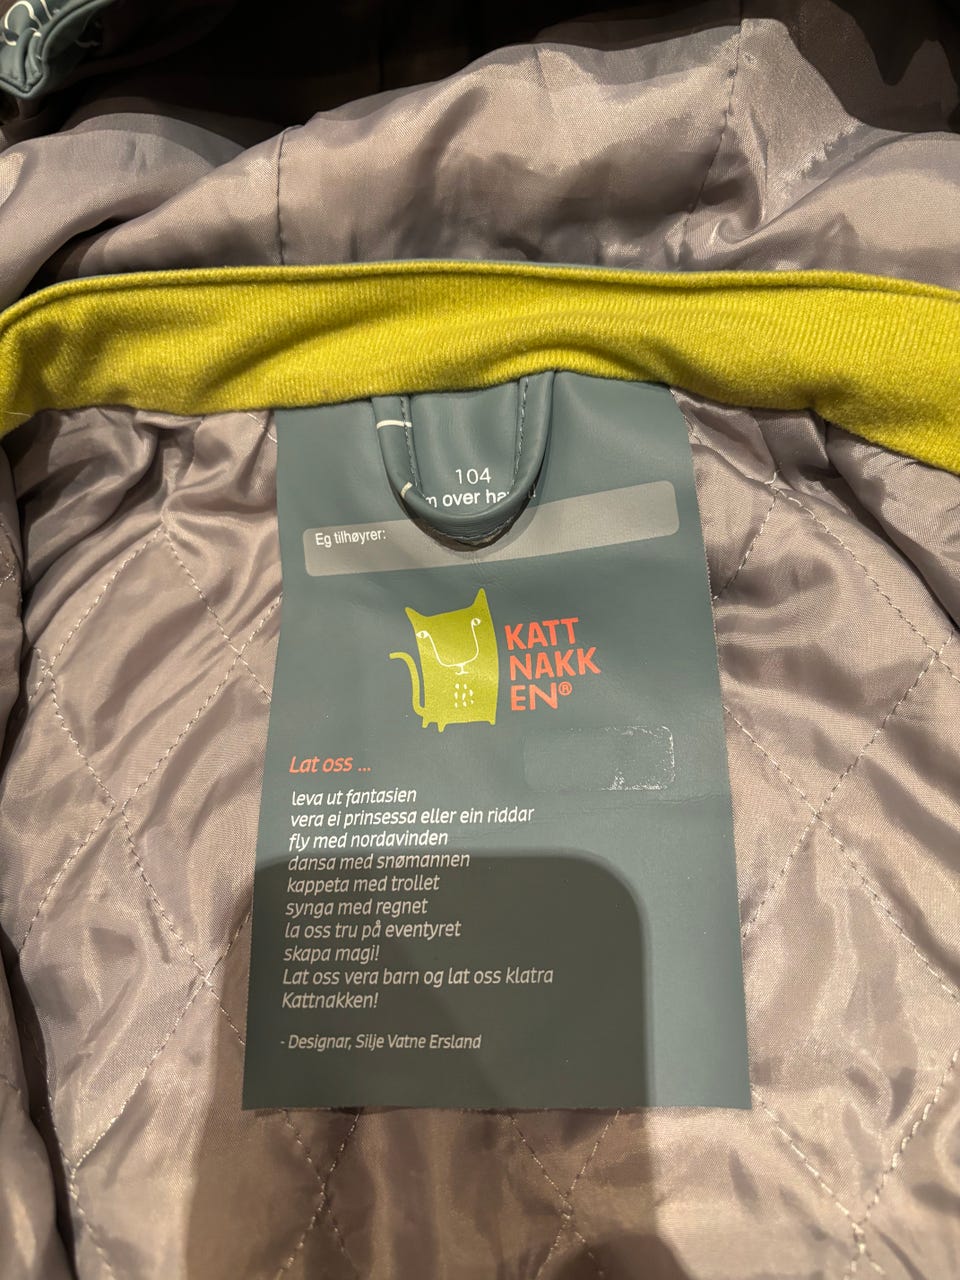 104
over
Eg tilhøyrer:
KATT
NAKK
EN®
Lat oss ...
leva ut fantasien
vera ei prinsessa eller ein riddar
fly med nordavinden
dansa med snømannen
kappeta med trollet
synga med regnet
la oss tru på eventyret
skapa magi!
Lat oss vera barn og lat oss klatra
Kattnakken!
- Designar, Silje Vatne Ersland